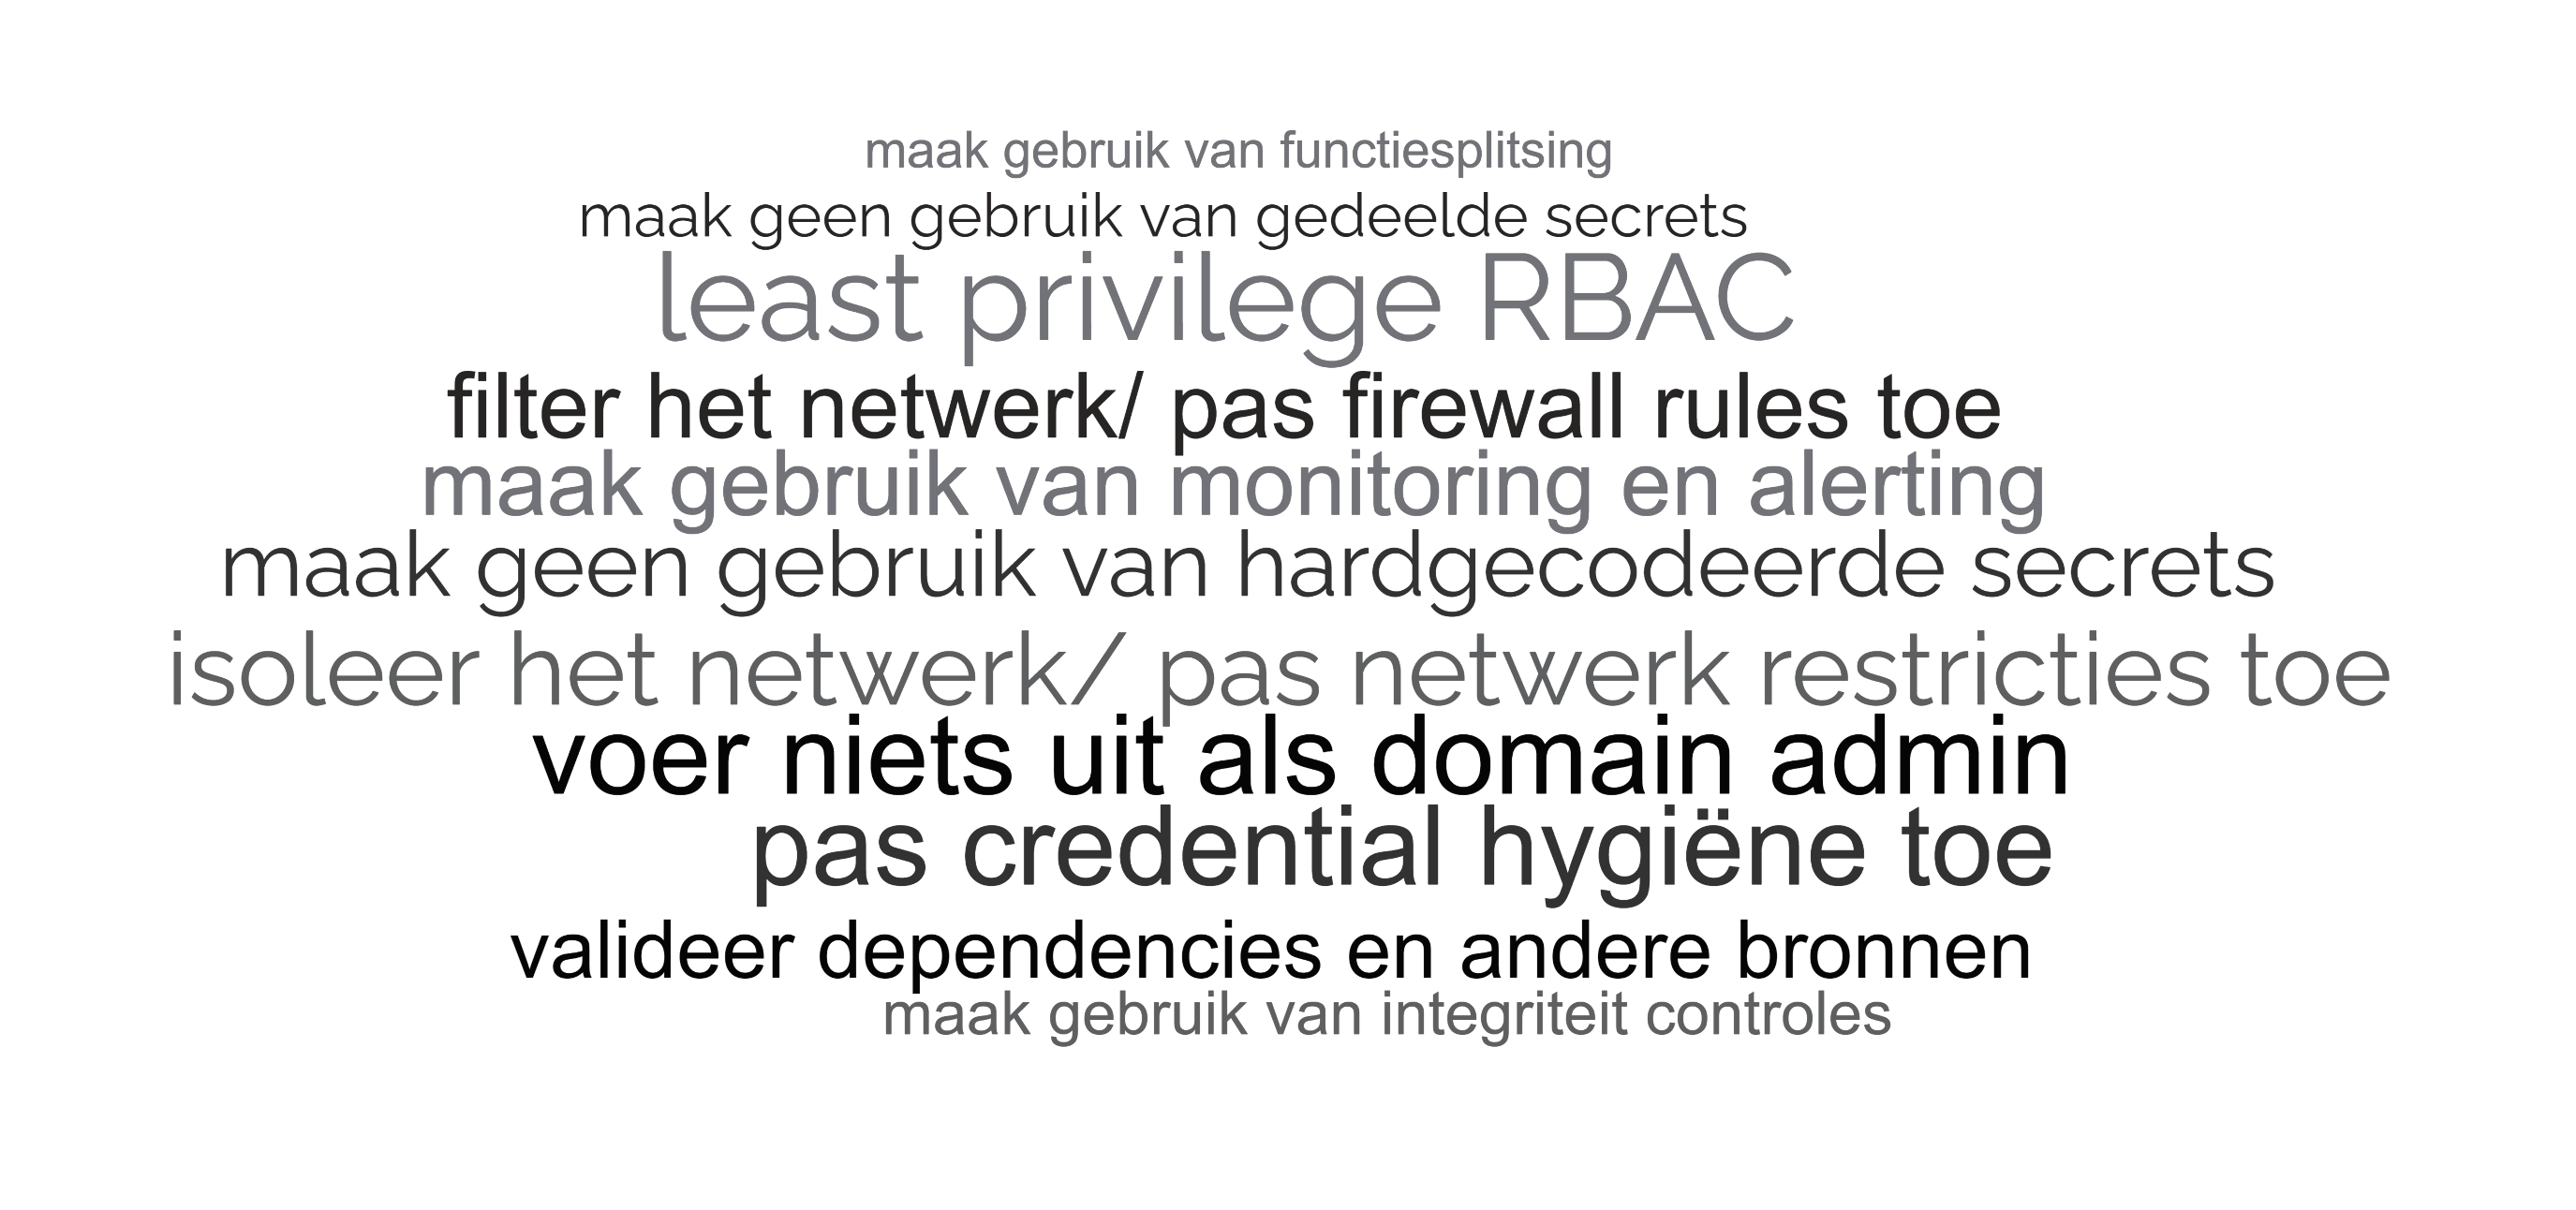 maak gebruik van functiesplitsing
maak geen gebruik van gedeelde secrets
least privilege RBAC
filter het netwerk/ pas firewall rules toe
maak gebruik van monitoring en alerting
maak geen gebruik van hardgecodeerde secrets
isoleer het netwerk/ pas netwerk restricties toe
voer niets uit als domain admin
pas credential hygiëne toe
valideer dependencies en andere bronnen
maak gebruik van integriteit controles